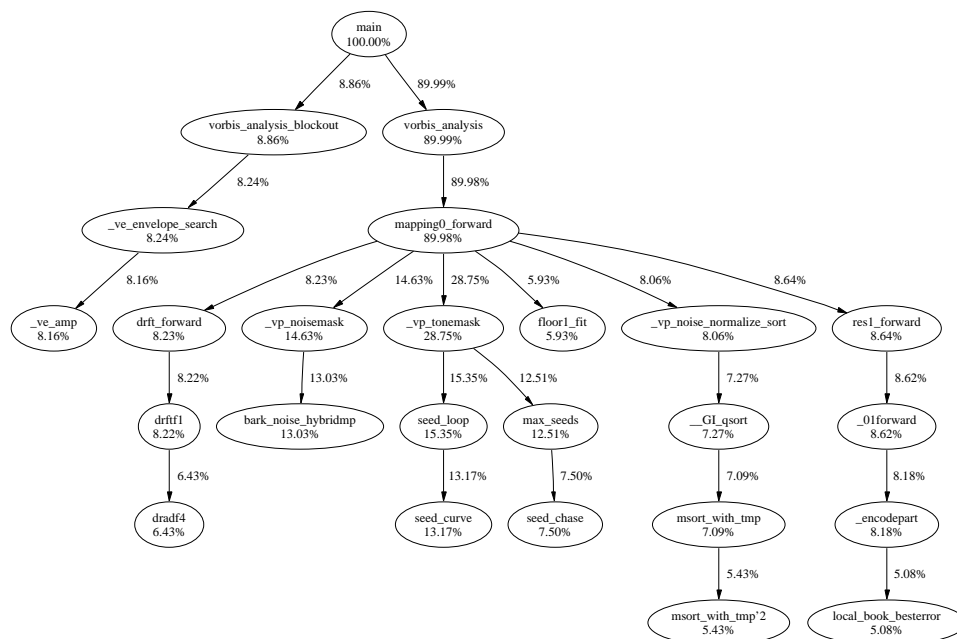 main
100.00%
8.86%
89.99%
vorbis_analysis_blockout
8.86%
vorbis_analysis
89.99%
8.24%
89.98%
_ve_envelope_search
8.24%
mapping0_forward
89.98%
8.16%
8.23%
14.63%
28.75%
5.93%
8.06%
8.64%
_ve_amp
8.16%
drft_forward
8.23%
_vp_noisemask
14.63%
_vp_tonemask
28.75%
floor1_fit
5.93%
_vp_noise_normalize_sort
8.06%
res1_forward
8.64%
8.22%
13.03%
15.35%
12.51%
7.27%
8.62%
drftf1
8.22%
bark_noise_hybridmp
13.03%
seed_loop
15.35%
max_seeds
12.51%
__GI_qsort
7.27%
_01forward
8.62%
6.43%
13.17%
7.50%
7.09%
8.18%
dradf4
6.43%
seed_curve
13.17%
seed_chase
7.50%
msort_with_tmp
7.09%
_encodepart
8.18%
5.43%
5.08%
msort_with_tmp’2
5.43%
local_book_besterror
5.08%